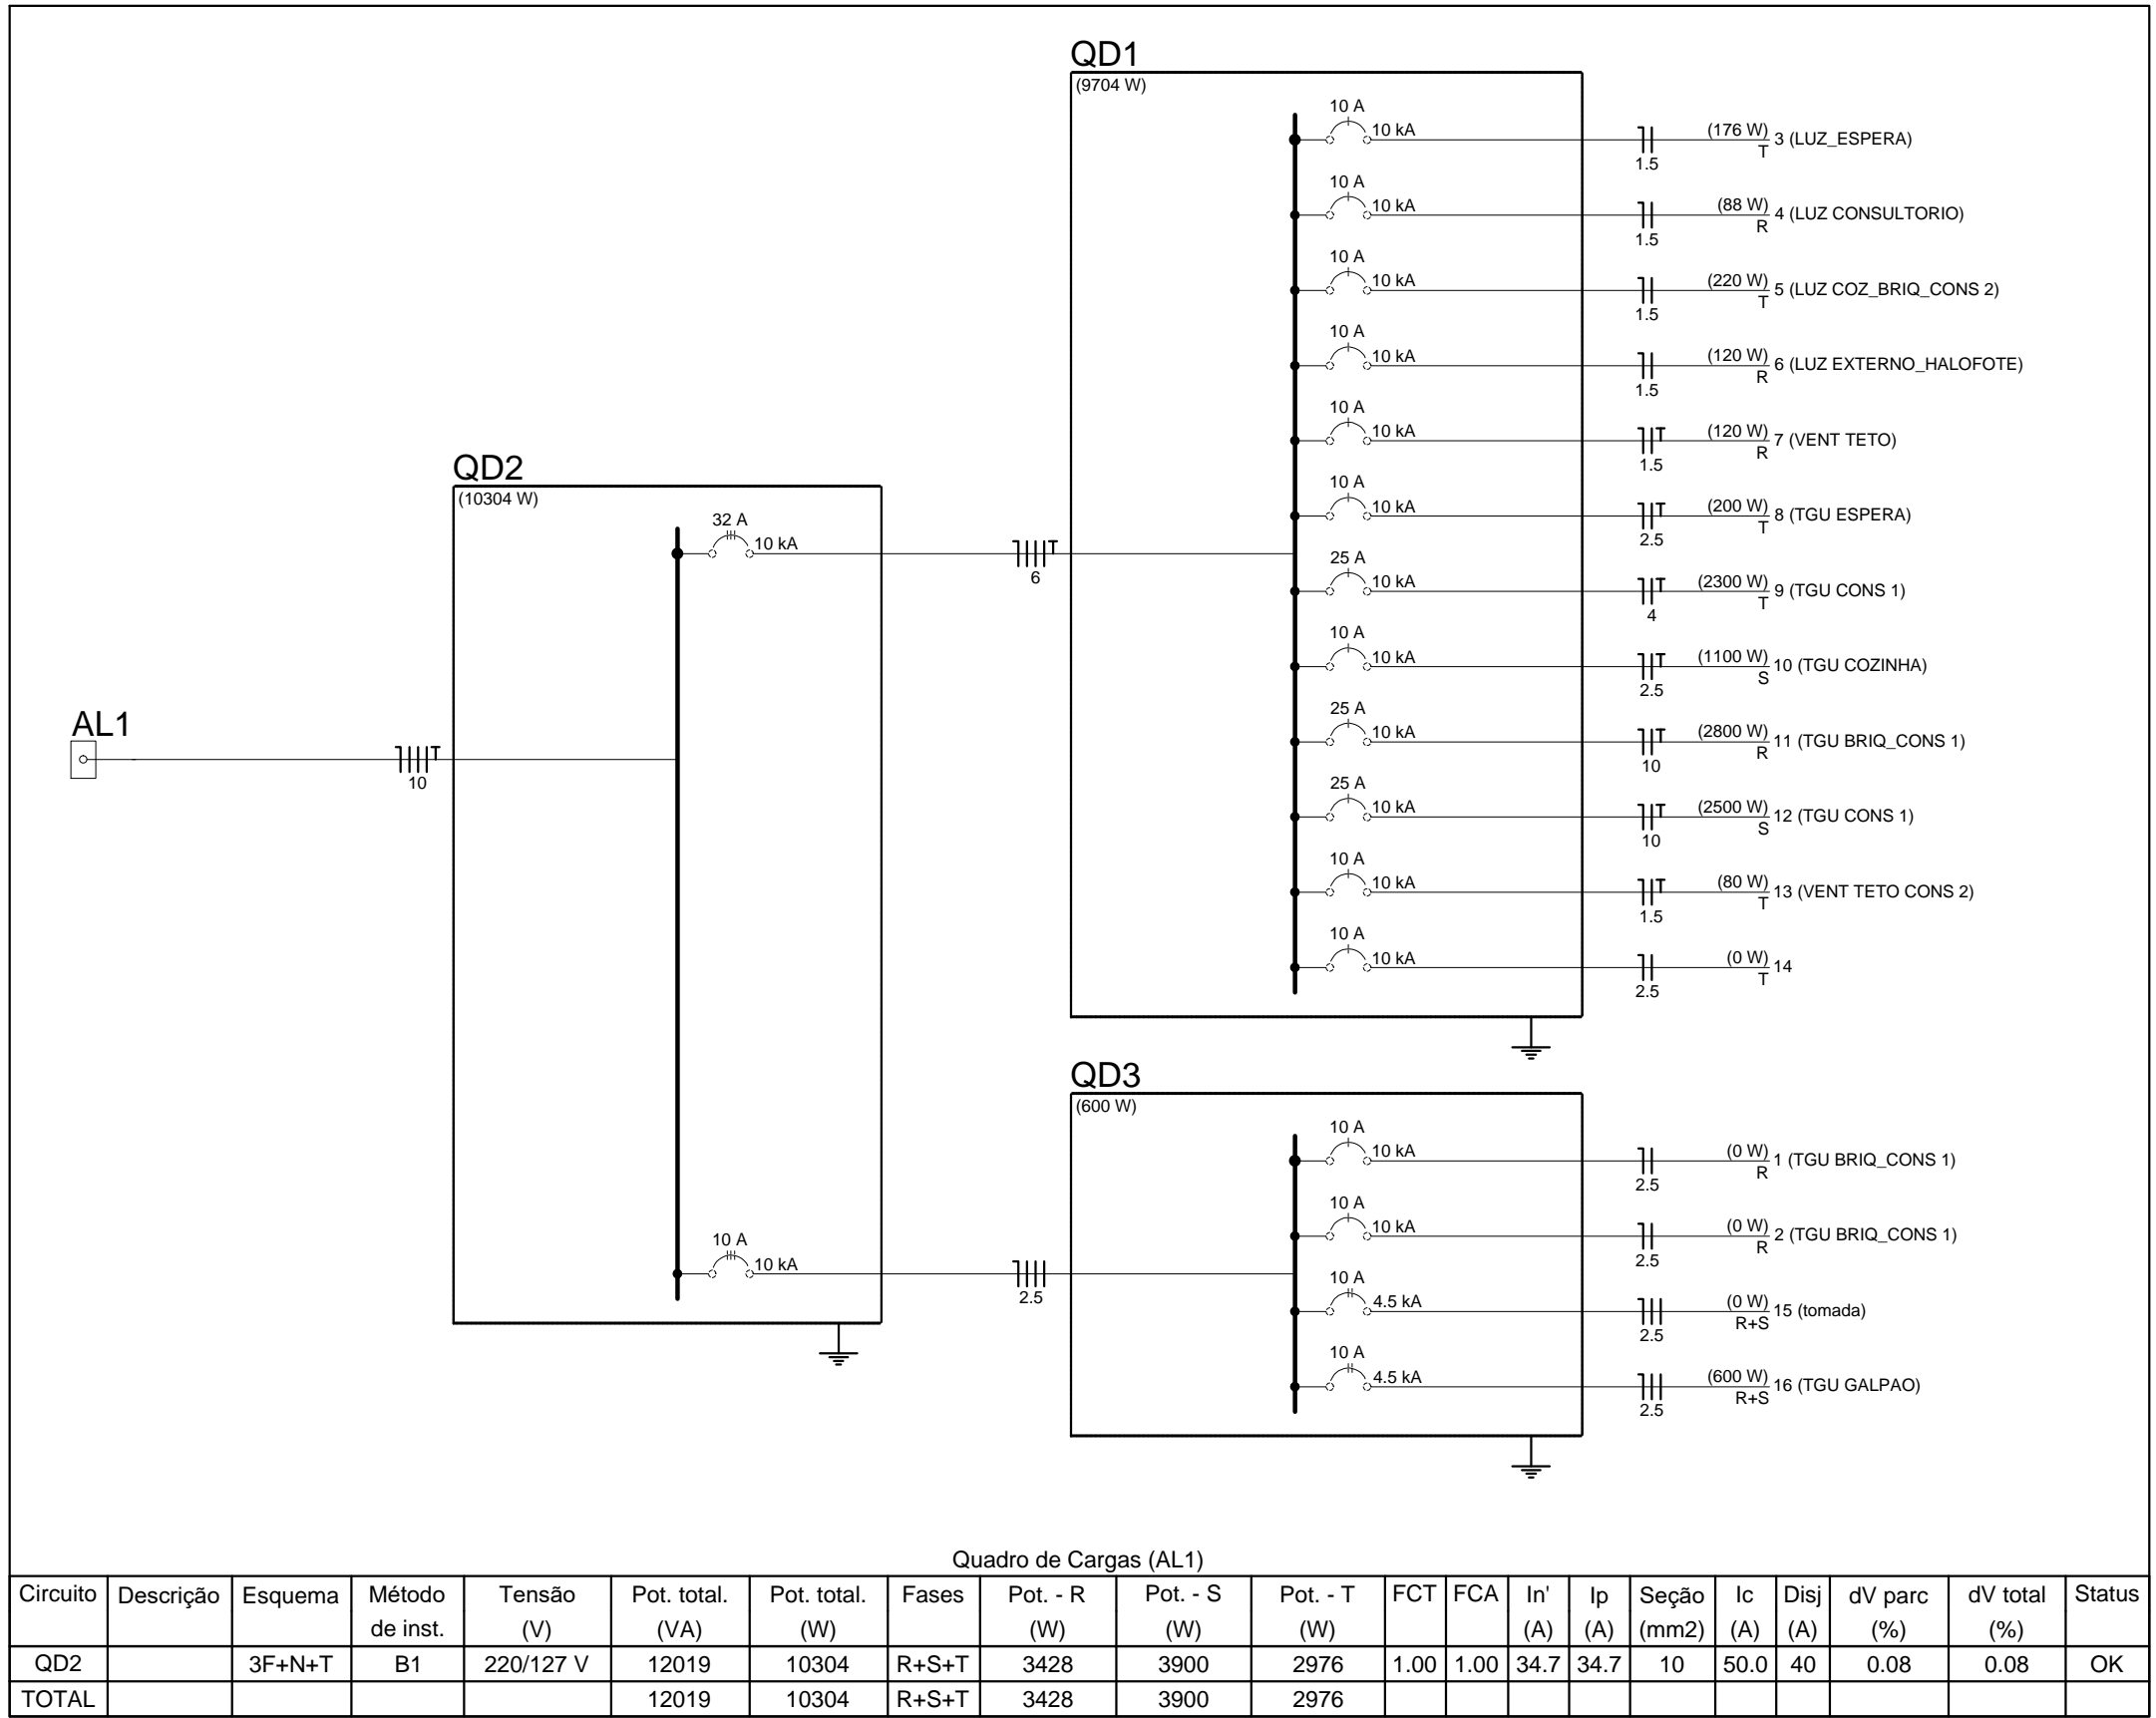 QD1
(9704 W)
10 A
10 kA
1.5
(176 W)
T
3 (LUZ_ESPERA)
10 A
10 kA
1.5
(88 W)
R
4 (LUZ CONSULTORIO)
10 A
10 kA
1.5
(220 W)
T
5 (LUZ COZ_BRIQ_CONS 2)
10 A
10 kA
1.5
(120 W)
R
6 (LUZ EXTERNO_HALOFOTE)
10 A
10 kA
T
1.5
(120 W)
R
7 (VENT TETO)
10 A
10 kA
T
2.5
(200 W)
T
8 (TGU ESPERA)
25 A
10 kA
T
4
(2300 W)
T
9 (TGU CONS 1)
10 A
10 kA
T
2.5
(1100 W)
S
10 (TGU COZINHA)
25 A
10 kA
T
10
(2800 W)
R
11 (TGU BRIQ_CONS 1)
25 A
10 kA
T
10
(2500 W)
S
12 (TGU CONS 1)
10 A
10 kA
T
1.5
(80 W)
T
13 (VENT TETO CONS 2)
10 A
10 kA
2.5
(0 W)
T
14
QD2
(10304 W)
32 A
10 kA
T
6
AL1
T
10
10 A
10 kA
2.5
QD3
(600 W)
10 A
10 kA
2.5
(0 W)
R
1 (TGU BRIQ_CONS 1)
10 A
10 kA
2.5
(0 W)
R
2 (TGU BRIQ_CONS 1)
10 A
4.5 kA
2.5
(0 W)
R+S
15 (tomada)
10 A
4.5 kA
2.5
(600 W)
R+S
16 (TGU GALPAO)
Quadro de Cargas (AL1)
Circuito Descrição Esquema Método Tensão Pot. total. Pot. total. Fases Pot. - R Pot. - S Pot. - T FCT FCA In' Ip Seção Ic Disj dV parc dV total Status
de inst. (V) (VA) (W) (W) (W) (W) (A) (A) (mm2) (A) (A) (%) (%)
QD2 3F+N+T B1 220/127 V 12019 10304 R+S+T 3428 3900 2976 1.00 1.00 34.7 34.7 10 50.0 40 0.08 0.08 OK
TOTAL 12019 10304 R+S+T 3428 3900 2976